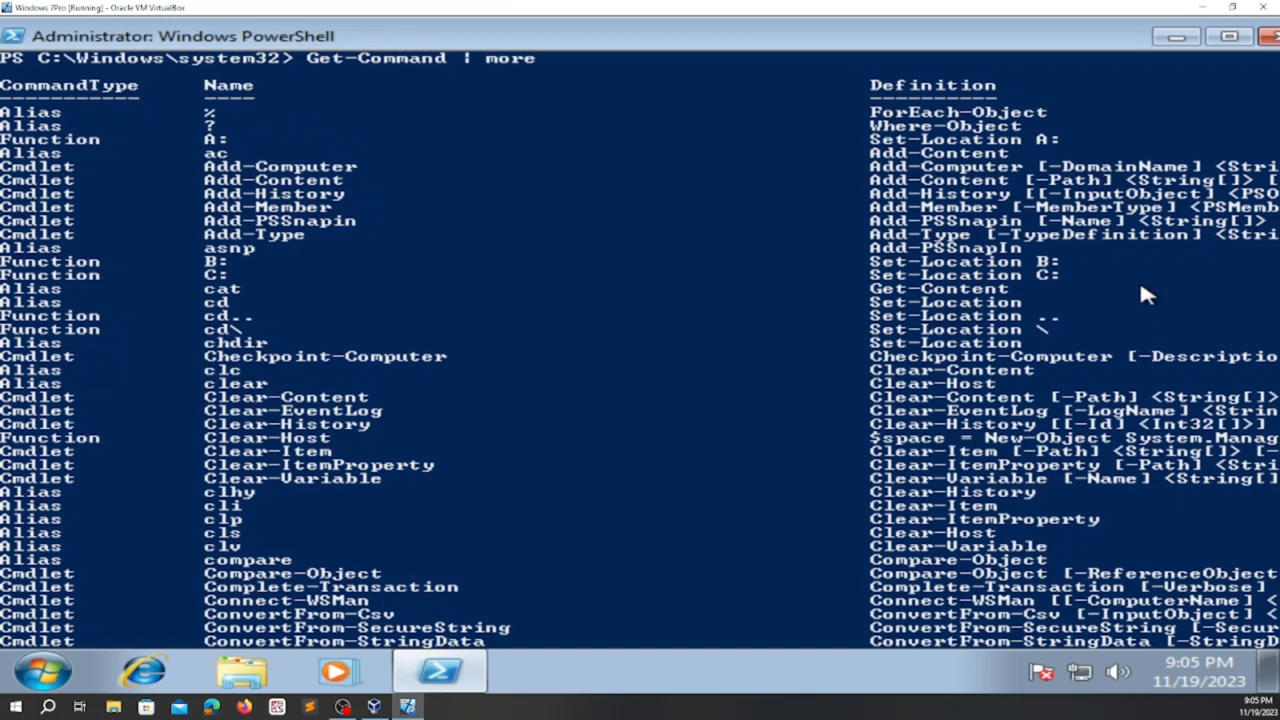 Windows 7Pro [Running] - Oracle VM VirtualBox
Administrator: Windows PowerShell
PS C:\Windows\system32> Get-Command | more
CommandType Name Definition
----------- ---- ----------
Alias % ForEach-Object
Alias ? Where-Object
Function A: Set-Location A:
Alias ac Add-Content
Cmdlet Add-Computer Add-Computer [-DomainName] <Stri
Cmdlet Add-Content Add-Content [-Path] <String[]> [
Cmdlet Add-History Add-History [[-InputObject] <PSO
Cmdlet Add-Member Add-Member [-MemberType] <PSMemb
Cmdlet Add-PSSnapin Add-PSSnapin [-Name] <String[]>
Cmdlet Add-Type Add-Type [-TypeDefinition] <Stri
Alias asnp Add-PSSnapIn
Function B: Set-Location B:
Function C: Set-Location C:
Alias cat Get-Content
Alias cd Set-Location
Function cd.. Set-Location ..
Function cd\ Set-Location \
Alias chdir Set-Location
Cmdlet Checkpoint-Computer Checkpoint-Computer [-Descriptio
Alias clc Clear-Content
Alias clear Clear-Host
Cmdlet Clear-Content Clear-Content [-Path] <String[]>
Cmdlet Clear-EventLog Clear-EventLog [-LogName] <Strin
Cmdlet Clear-History Clear-History [[-Id] <Int32[]>]
Function Clear-Host $space = New-Object System.Manag
Cmdlet Clear-Item Clear-Item [-Path] <String[]> [-
Cmdlet Clear-ItemProperty Clear-ItemProperty [-Path] <Stri
Cmdlet Clear-Variable Clear-Variable [-Name] <String[]
Alias clhy Clear-History
Alias cli Clear-Item
Alias clp Clear-ItemProperty
Alias cls Clear-Host
Alias clv Clear-Variable
Alias compare Compare-Object
Cmdlet Compare-Object Compare-Object [-ReferenceObject
Cmdlet Complete-Transaction Complete-Transaction [-Verbose]
Cmdlet Connect-WSMan Connect-WSMan [[-ComputerName] <
Cmdlet ConvertFrom-Csv ConvertFrom-Csv [-InputObject] <
Cmdlet ConvertFrom-SecureString ConvertFrom-SecureString [-Secur
Cmdlet ConvertFrom-StringData ConvertFrom-StringData [-StringD
9:05 PM
11/19/2023
9:05 PM
11/19/2023